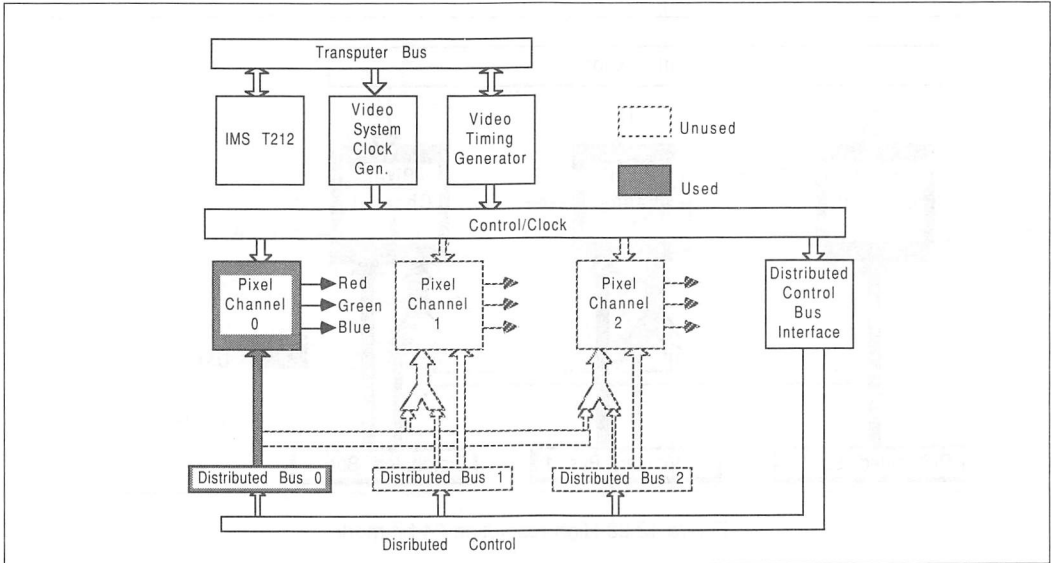 Transputer Bus
IMS T212
Video
System
Clock
Gen.
Video
Timing
Generator
Unused
Used
Control/Clock
Pixel
Channel
0
Red
Green
Blue
Pixel
Channel
1
Pixel
Channel
2
Distributed
Control
Bus
Interface
Distributed Bus 0
Distributed Bus 1
Distributed Bus 2
Disributed Control